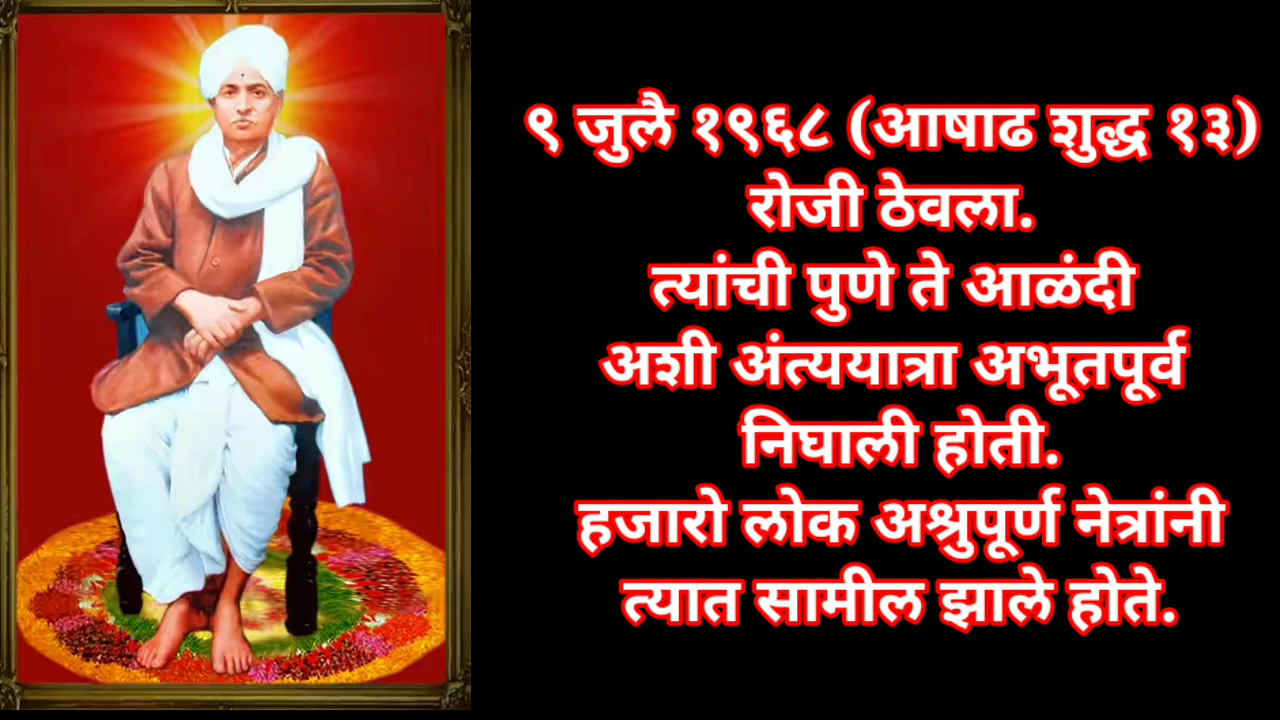 ९ जुलै १९६८ (आषाढ शुद्ध १३)
रोजी ठेवला.
त्यांची पुणे ते आळंदी
अशी अंत्ययात्रा अभूतपूर्व
निघाली होती.
हजारो लोक अश्रुपूर्ण नेत्रांनी
त्यात सामील झाले होते.